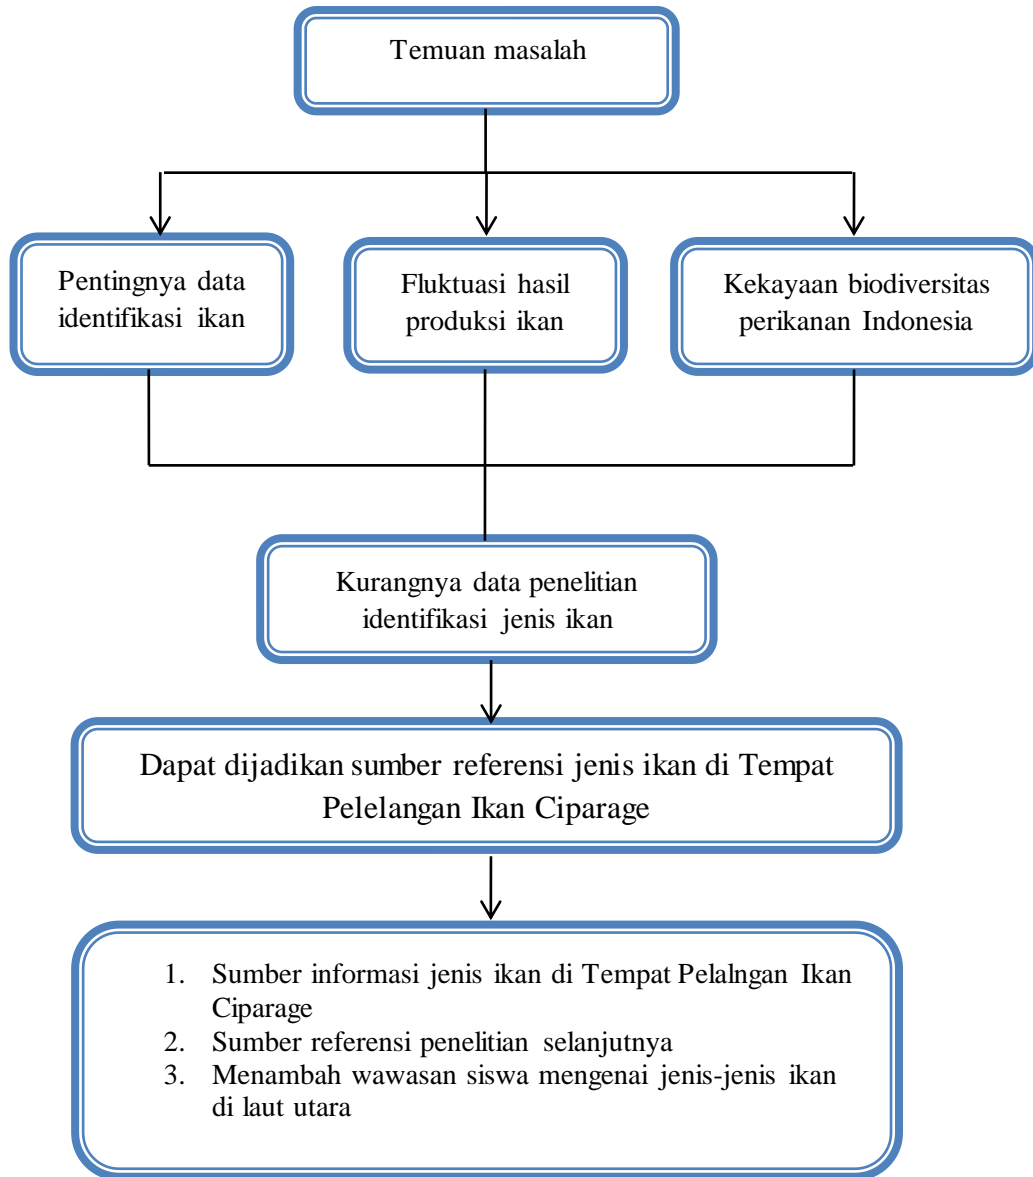 Temuan masalah
Pentingnya data
identifikasi ikan
Fluktuasi hasil
produksi ikan
Kekayaan biodiversitas
perikanan Indonesia
Kurangnya data penelitian
identifikasi jenis ikan
Dapat dijadikan sumber referensi jenis ikan di Tempat
Pelelangan Ikan Ciparage
1. Sumber informasi jenis ikan di Tempat Pelalngan Ikan
Ciparage
2. Sumber referensi penelitian selanjutnya
3. Menambah wawasan siswa mengenai jenis-jenis ikan
di laut utara